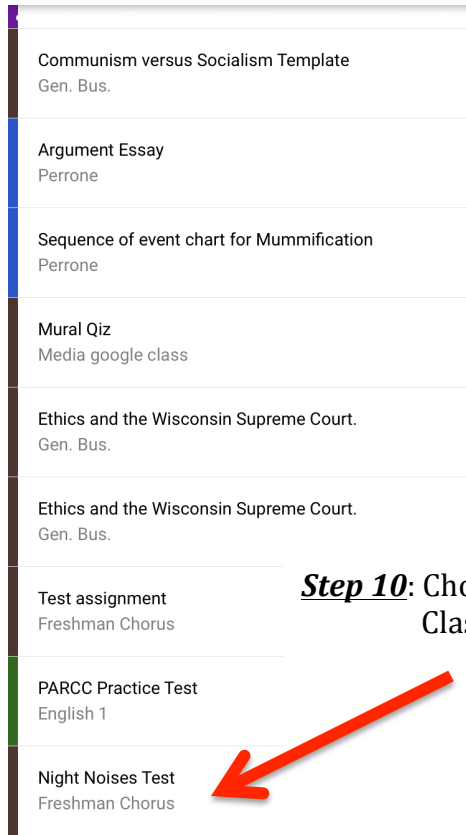 Communism versus Socialism Template
Gen. Bus.
Argument Essay
Perrone
Sequence of event chart for Mummification
Perrone
Mural Qiz
Media google class
Ethics and the Wisconsin Supreme Court.
Gen. Bus.
Ethics and the Wisconsin Supreme Court.
Gen. Bus.
Step 10:
Test assignment
Freshman Chorus
PARCC Practice Test
English 1
Night Noises Test
Freshman Chorus